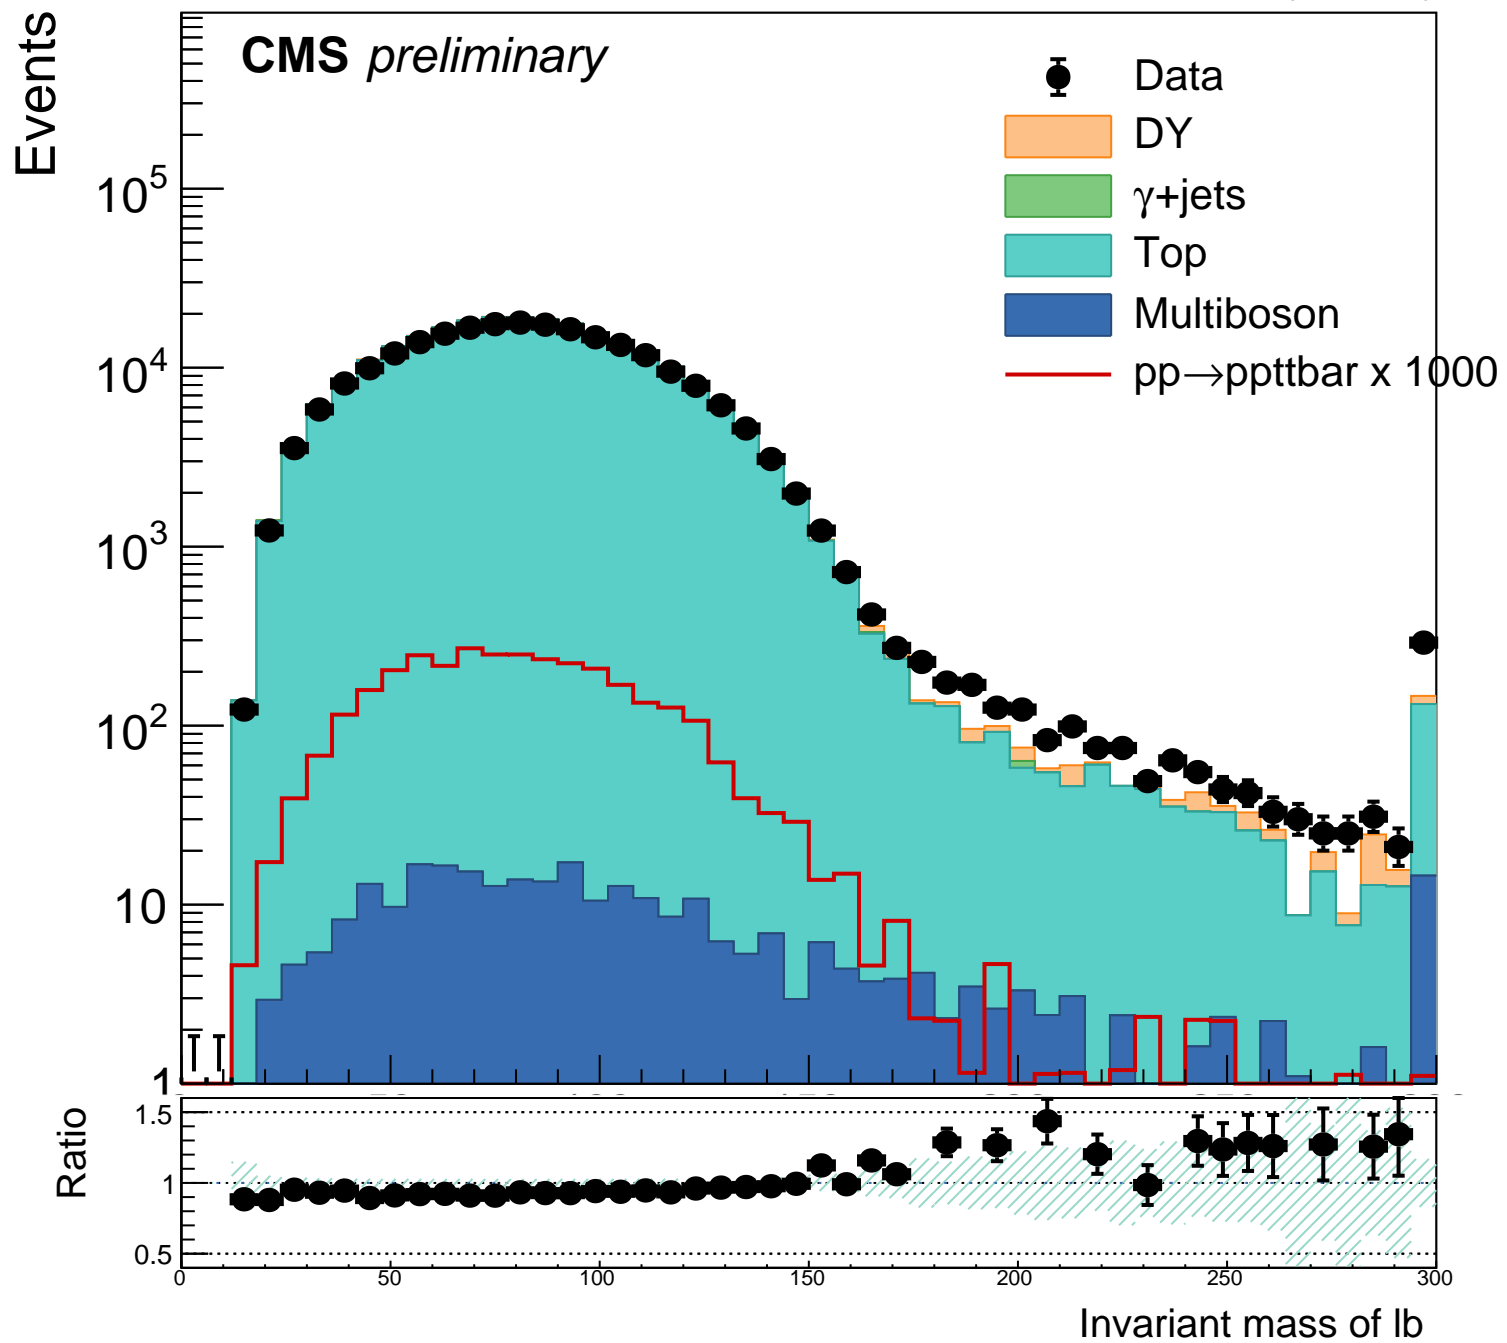 CMS preliminary
Events
Data
DY
γ+jets
Top
Multiboson
pp→ppttbar x 1000
10^5
10^4
10^3
10^2
10
1
Ratio
1.5
1
0.5
0 50 100 150 200 250 300
Invariant mass of lb